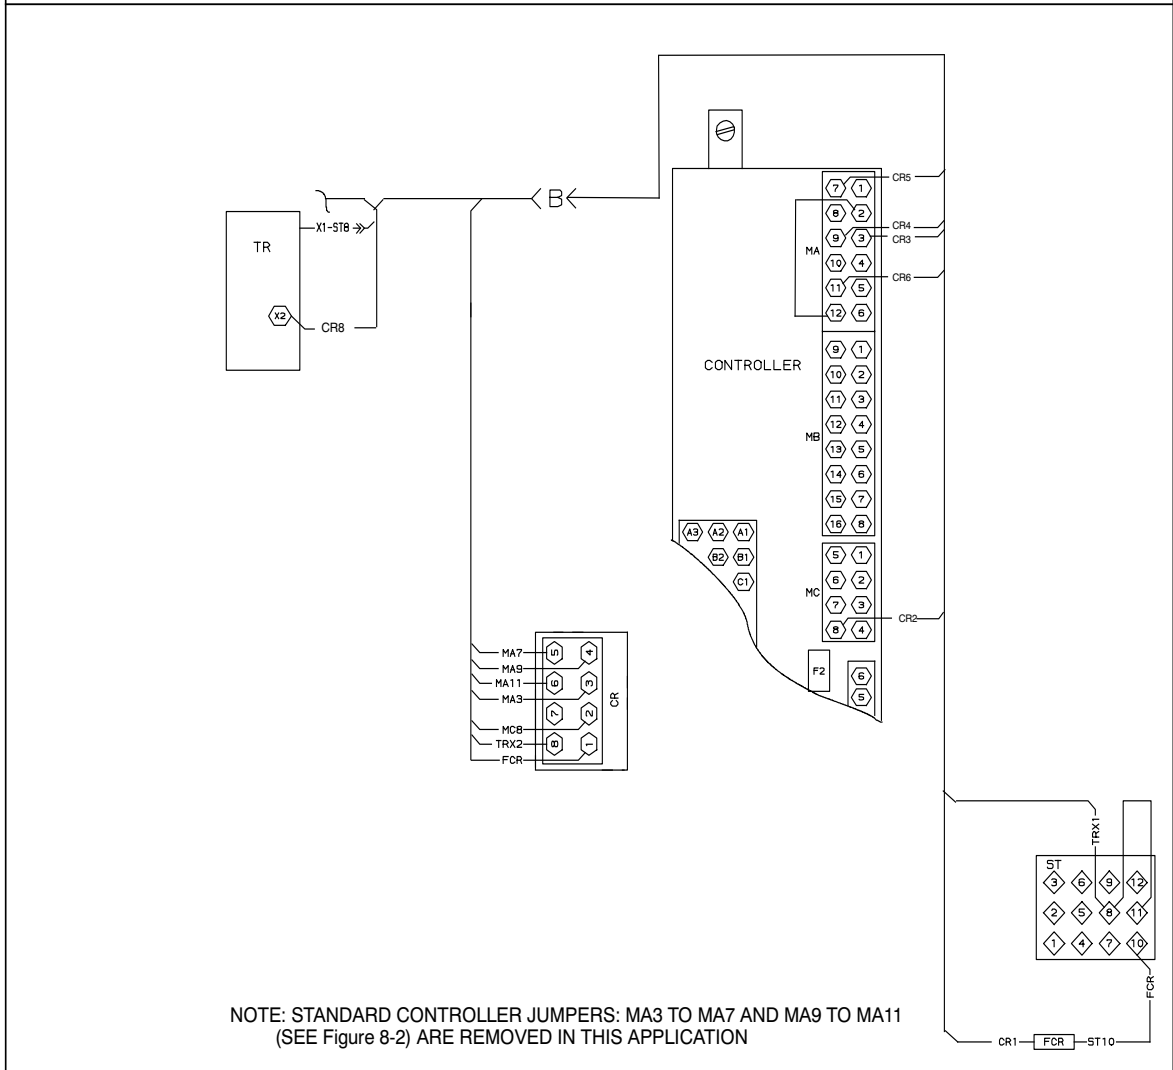 B
TR
X1-ST8
X2
CR8
CONTROLLER
MA
7 1
8 2
9 3
10 4
11 5
12 6
CR5
CR4
CR3
CR6
MB
9 1
10 2
11 3
12 4
13 5
14 6
15 7
16 8
A3 A2 A1
B2 B1
C1
MC
5 1
6 2
7 3
8 4
CR2
F2
6
5
MA7
MA9
MA11
MA3
MC8
TRX2
FCR
5 4
6 3
7 2
8 1
CR
TRX1
ST
3 6 9 12
2 5 8 11
1 4 7 10
FCR
CR1 FCR ST10
NOTE: STANDARD CONTROLLER JUMPERS: MA3 TO MA7 AND MA9 TO MA11
(SEE Figure 8-2) ARE REMOVED IN THIS APPLICATION